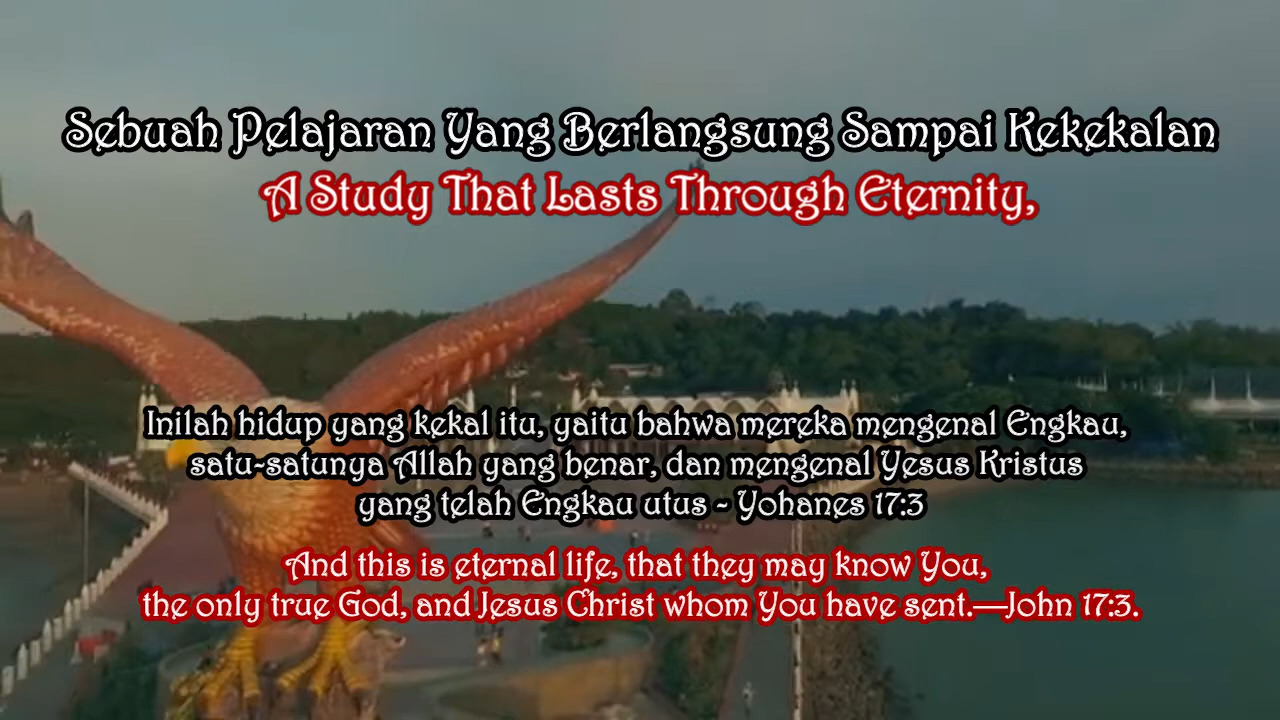 Sebuah Pelajaran Yang Berlangsung Sampai Kekekalan
A Study That Lasts Through Eternity,
Inilah hidup yang kekal itu, yaitu bahwa mereka mengenal Engkau,
satu-satunya Allah yang benar, dan mengenal Yesus Kristus
yang telah Engkau utus - Yohanes 17:3
And this is eternal life, that they may know You,
the only true God, and Jesus Christ whom You have sent.—John 17:3.